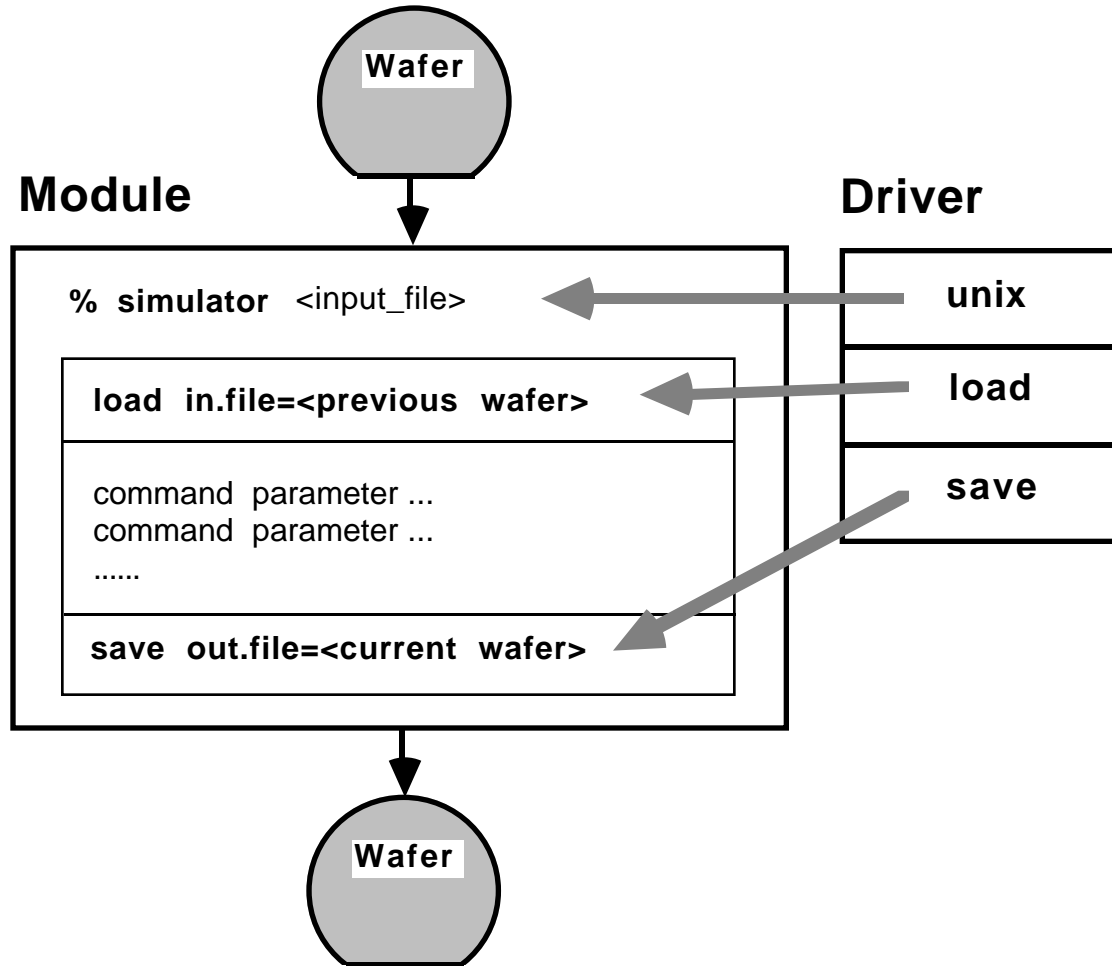 Wafer
Module
Driver
% simulator <input_file>
unix
load in.file=<previous wafer>
load
command parameter ...
command parameter ...
......
save
save out.file=<current wafer>
Wafer